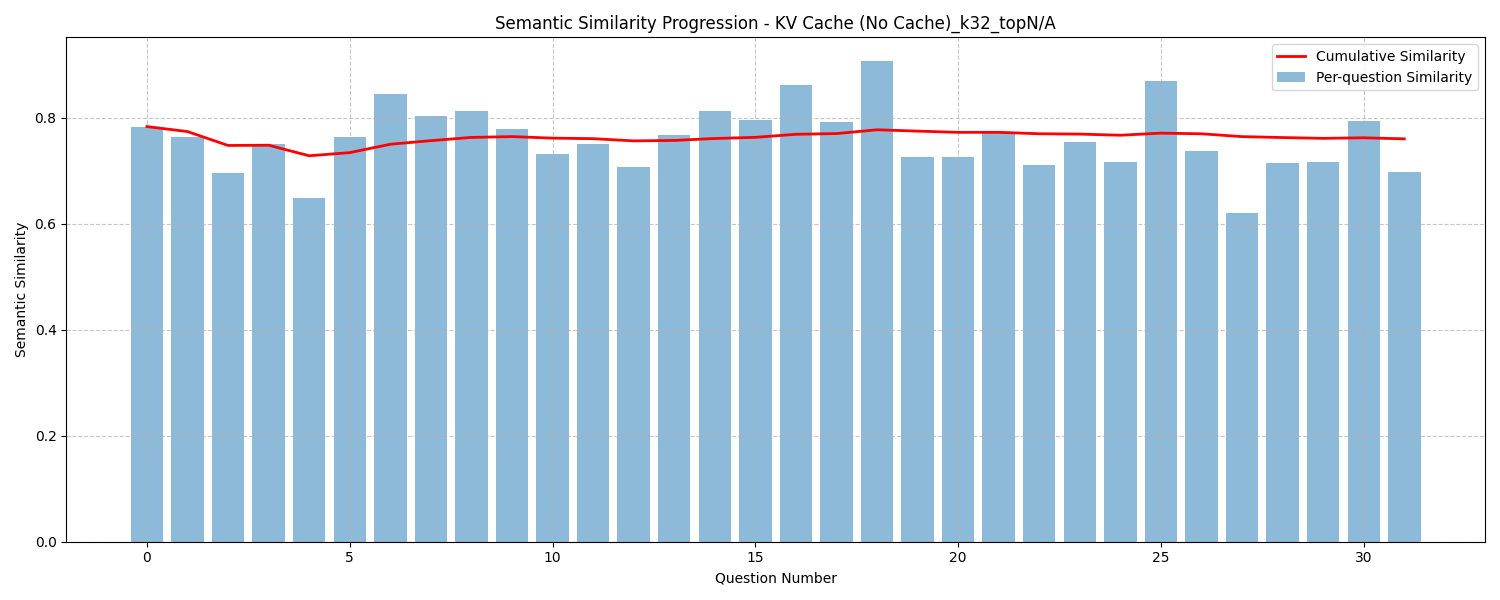 Semantic Similarity Progression - KV Cache (No Cache)_k32_topN/A
Cumulative Similarity
Per-question Similarity
Semantic Similarity
0.8
0.6
0.4
0.2
0.0
0 5 10 15 20 25 30
Question Number